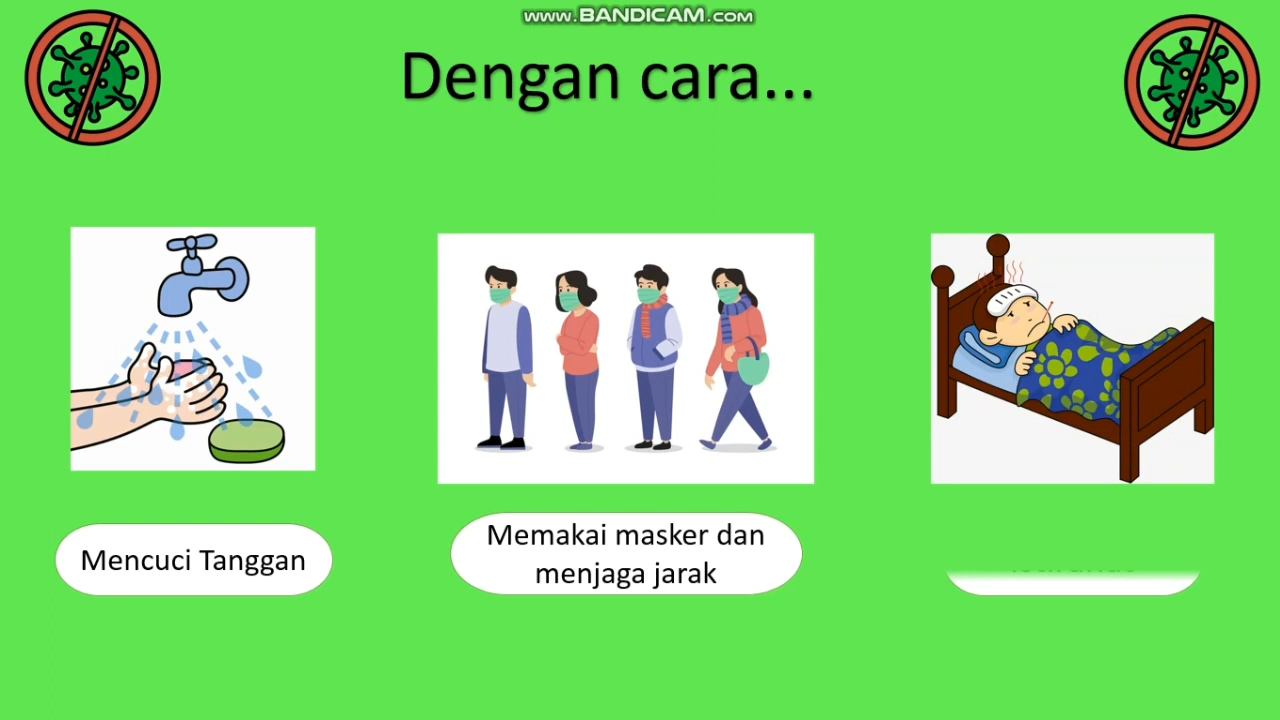 www.BANDICAM.com
Dengan cara...
Mencuci Tanggan
Memakai masker dan
menjaga jarak